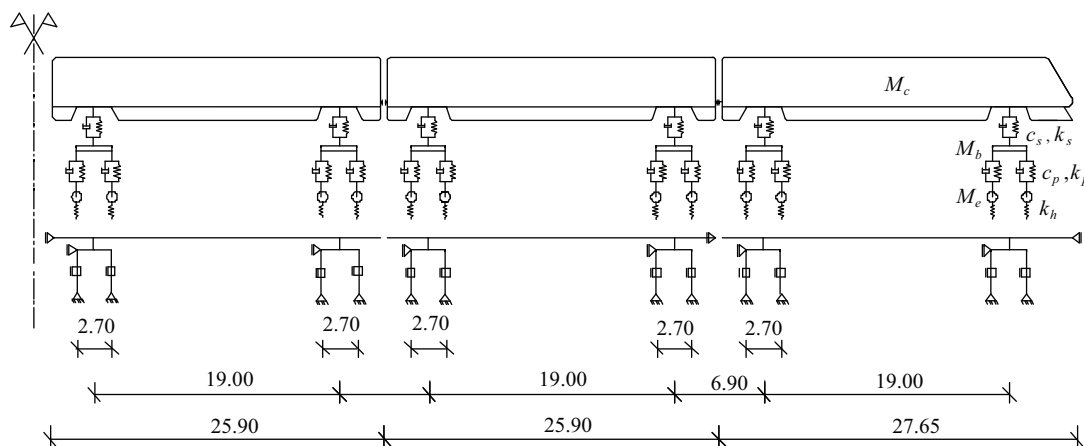 M_c
c_s , k_s
M_b
c_p , k_p
M_e
k_h
2.70
2.70
2.70
2.70
2.70
19.00
19.00
6.90
19.00
25.90
25.90
27.65